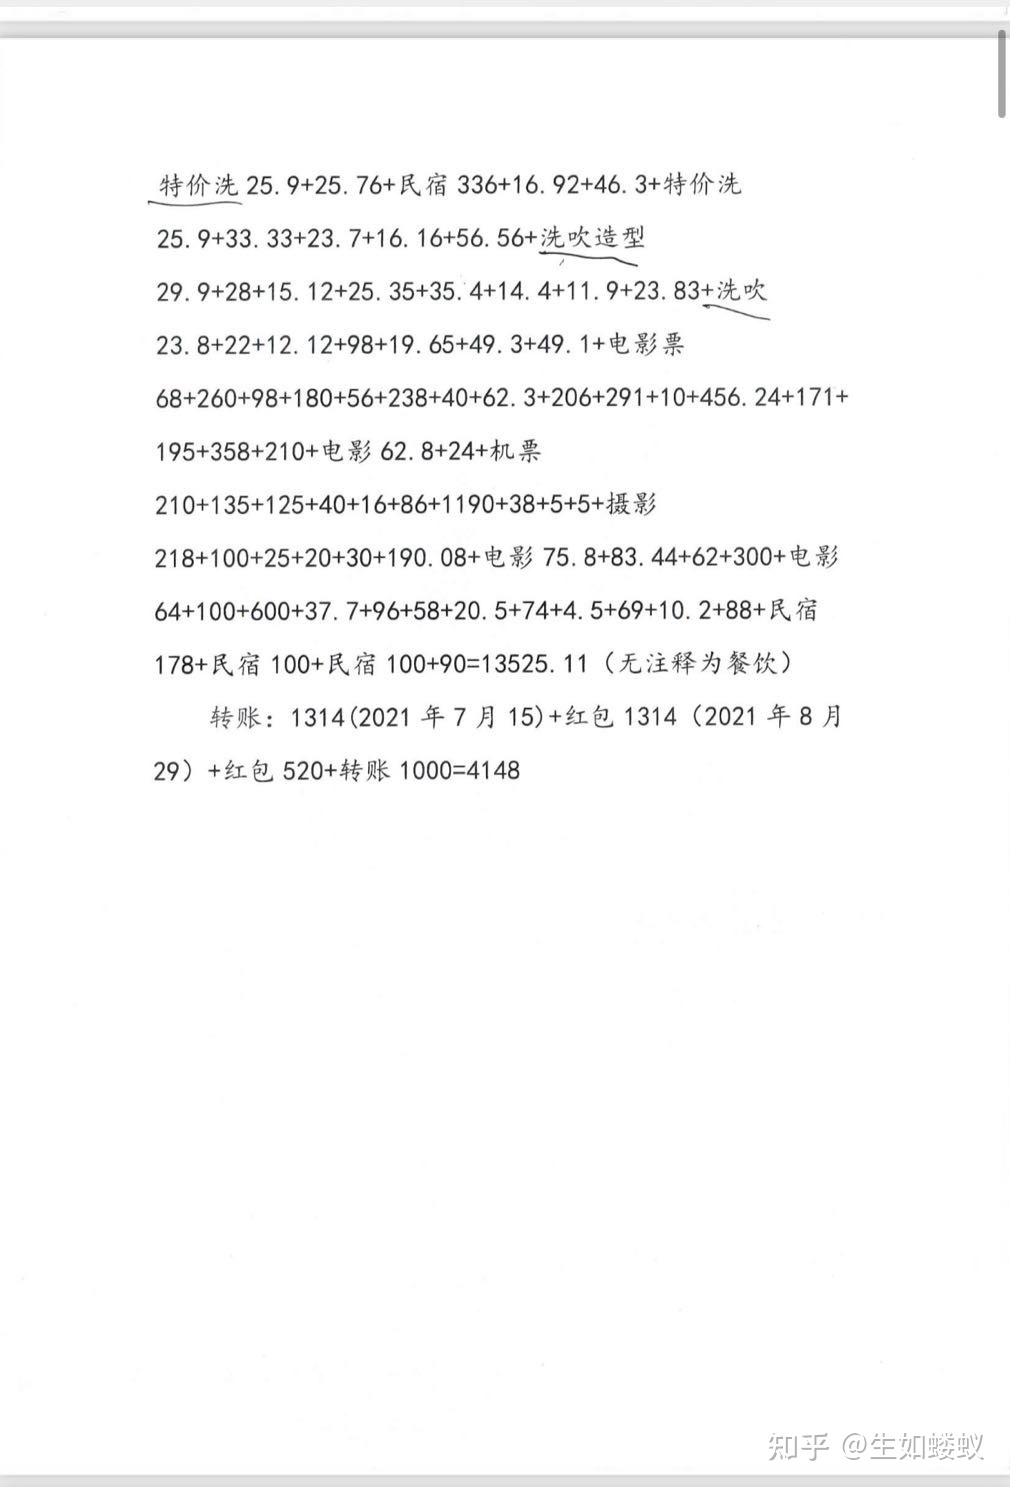 特价洗 25.9+25.76+民宿 336+16.92+46.3+特价洗
25.9+33.33+23.7+16.16+56.56+洗吹造型
29.9+28+15.12+25.35+35.4+14.4+11.9+23.83+洗吹
23.8+22+12.12+98+19.65+49.3+49.1+电影票
68+260+98+180+56+238+40+62.3+206+291+10+456.24+171+
195+358+210+电影 62.8+24+机票
210+135+125+40+16+86+1190+38+5+5+摄影
218+100+25+20+30+190.08+电影 75.8+83.44+62+300+电影
64+100+600+37.7+96+58+20.5+74+4.5+69+10.2+88+民宿
178+民宿 100+民宿 100+90=13525.11（无注释为餐饮）
转账：1314(2021 年 7 月 15)+红包 1314（2021 年 8 月
29）+红包 520+转账 1000=4148
知乎 @生如蝼蚁